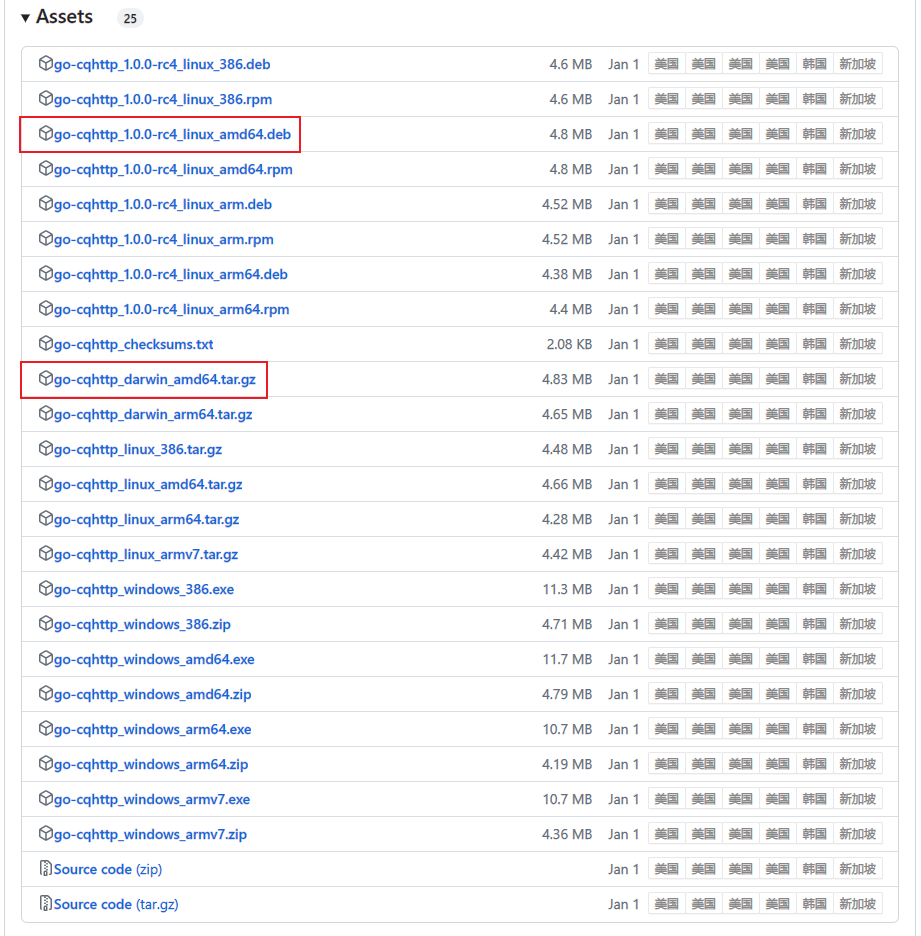 Assets 25
go-cqhttp_1.0.0-rc4_linux_386.deb 4.6 MB Jan 1 美国 美国 美国 美国 韩国 新加坡
go-cqhttp_1.0.0-rc4_linux_386.rpm 4.6 MB Jan 1 美国 美国 美国 美国 韩国 新加坡
go-cqhttp_1.0.0-rc4_linux_amd64.deb 4.8 MB Jan 1 美国 美国 美国 美国 韩国 新加坡
go-cqhttp_1.0.0-rc4_linux_amd64.rpm 4.8 MB Jan 1 美国 美国 美国 美国 韩国 新加坡
go-cqhttp_1.0.0-rc4_linux_arm.deb 4.52 MB Jan 1 美国 美国 美国 美国 韩国 新加坡
go-cqhttp_1.0.0-rc4_linux_arm.rpm 4.52 MB Jan 1 美国 美国 美国 美国 韩国 新加坡
go-cqhttp_1.0.0-rc4_linux_arm64.deb 4.38 MB Jan 1 美国 美国 美国 美国 韩国 新加坡
go-cqhttp_1.0.0-rc4_linux_arm64.rpm 4.4 MB Jan 1 美国 美国 美国 美国 韩国 新加坡
go-cqhttp_checksums.txt 2.08 KB Jan 1 美国 美国 美国 美国 韩国 新加坡
go-cqhttp_darwin_amd64.tar.gz 4.83 MB Jan 1 美国 美国 美国 美国 韩国 新加坡
go-cqhttp_darwin_arm64.tar.gz 4.65 MB Jan 1 美国 美国 美国 美国 韩国 新加坡
go-cqhttp_linux_386.tar.gz 4.48 MB Jan 1 美国 美国 美国 美国 韩国 新加坡
go-cqhttp_linux_amd64.tar.gz 4.66 MB Jan 1 美国 美国 美国 美国 韩国 新加坡
go-cqhttp_linux_arm64.tar.gz 4.28 MB Jan 1 美国 美国 美国 美国 韩国 新加坡
go-cqhttp_linux_armv7.tar.gz 4.42 MB Jan 1 美国 美国 美国 美国 韩国 新加坡
go-cqhttp_windows_386.exe 11.3 MB Jan 1 美国 美国 美国 美国 韩国 新加坡
go-cqhttp_windows_386.zip 4.71 MB Jan 1 美国 美国 美国 美国 韩国 新加坡
go-cqhttp_windows_amd64.exe 11.7 MB Jan 1 美国 美国 美国 美国 韩国 新加坡
go-cqhttp_windows_amd64.zip 4.79 MB Jan 1 美国 美国 美国 美国 韩国 新加坡
go-cqhttp_windows_arm64.exe 10.7 MB Jan 1 美国 美国 美国 美国 韩国 新加坡
go-cqhttp_windows_arm64.zip 4.19 MB Jan 1 美国 美国 美国 美国 韩国 新加坡
go-cqhttp_windows_armv7.exe 10.7 MB Jan 1 美国 美国 美国 美国 韩国 新加坡
go-cqhttp_windows_armv7.zip 4.36 MB Jan 1 美国 美国 美国 美国 韩国 新加坡
Source code (zip) Jan 1 美国 美国 美国 美国 韩国 新加坡
Source code (tar.gz) Jan 1 美国 美国 美国 美国 韩国 新加坡